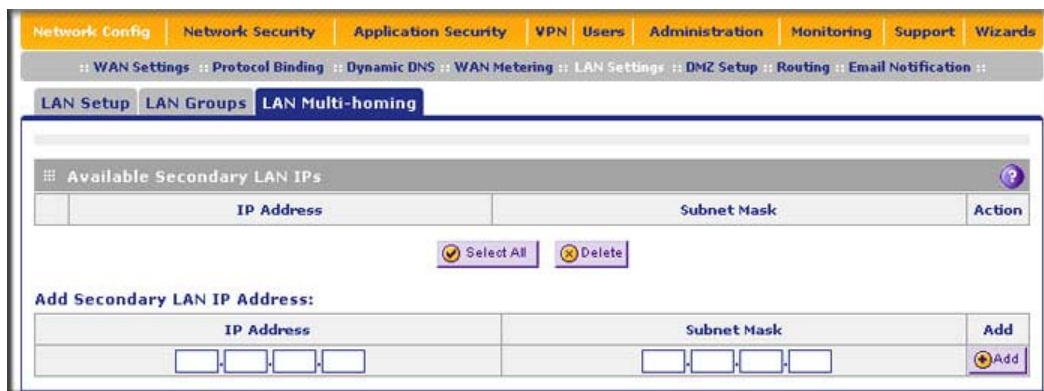 Network Config Network Security Application Security VPN Users Administration Monitoring Support Wizards
:: WAN Settings :: Protocol Binding :: Dynamic DNS :: WAN Metering :: LAN Settings :: DMZ Setup :: Routing :: Email Notification ::
LAN Setup LAN Groups LAN Multi-homing
Available Secondary LAN IPs ?
IP Address Subnet Mask Action
Select All Delete
Add Secondary LAN IP Address:
IP Address Subnet Mask Add
. . . . . . Add